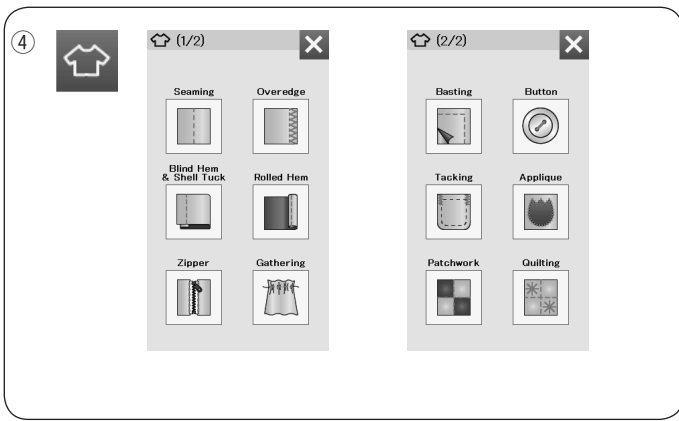 ④
(1/2)
Seaming
Overedge
Blind Hem
& Shell Tuck
Rolled Hem
Zipper
Gathering
(2/2)
Basting
Button
Tacking
Applique
Patchwork
Quilting